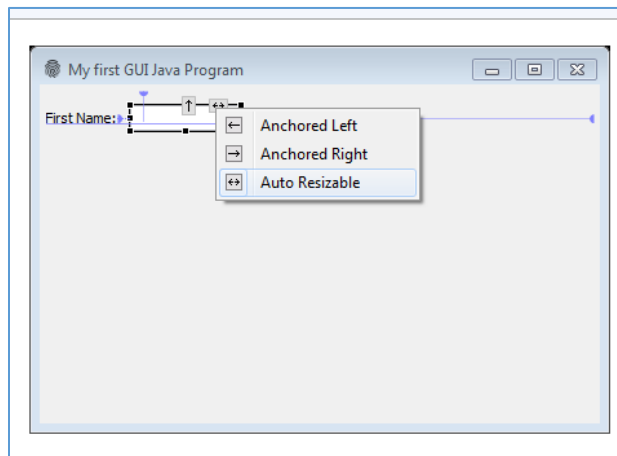 My first GUI Java Program
First Name:
Anchored Left
Anchored Right
Auto Resizable